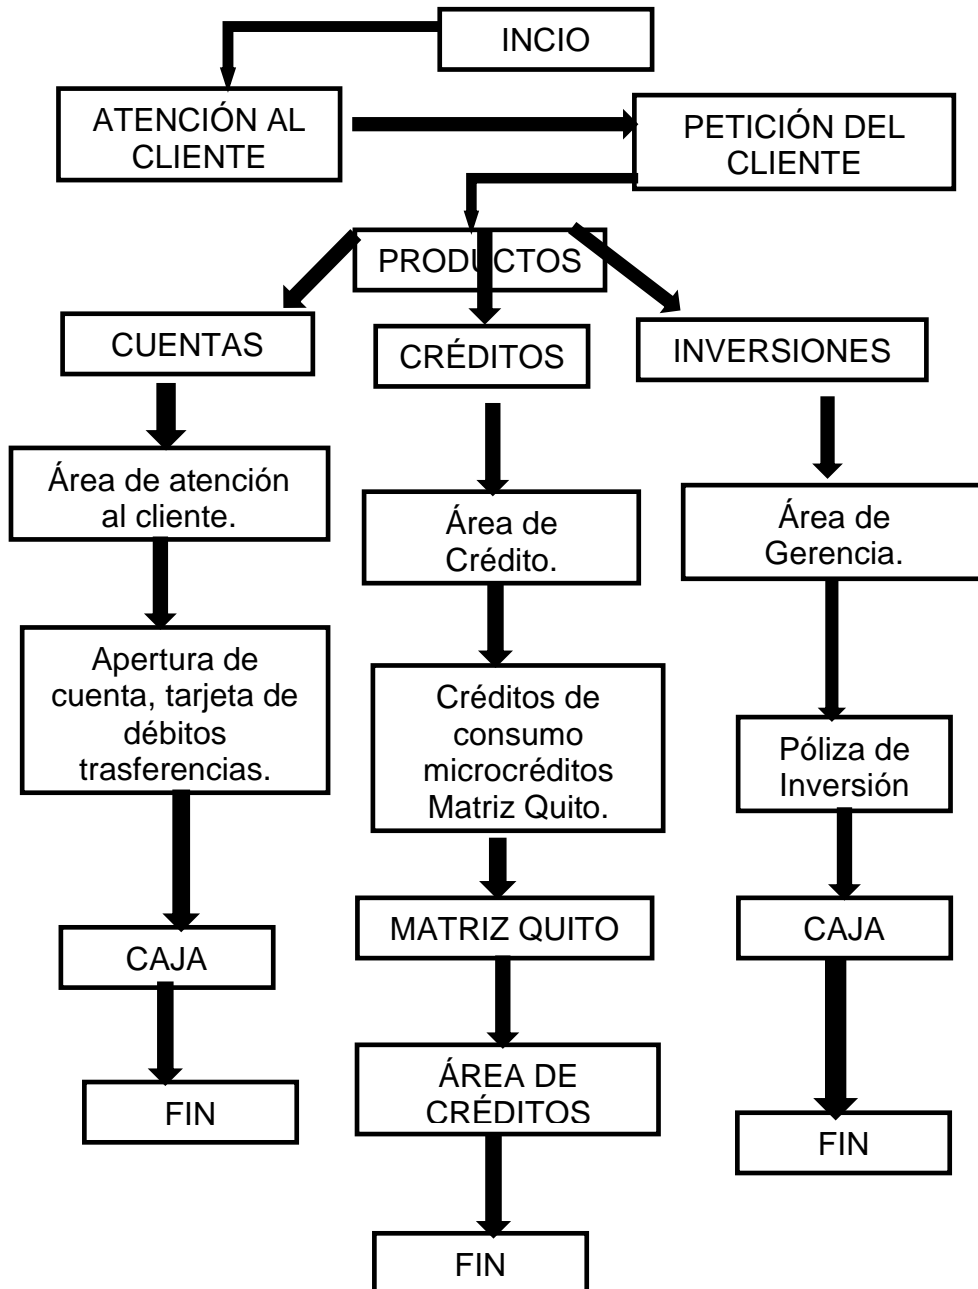 INCIO
ATENCIÓN AL
CLIENTE
PETICIÓN DEL
CLIENTE
PRODUCTOS
CUENTAS
CRÉDITOS
INVERSIONES
Área de atención
al cliente.
Área de
Crédito.
Área de
Gerencia.
Apertura de
cuenta, tarjeta de
débitos
trasferencias.
Créditos de
consumo
microcréditos
Matriz Quito.
Póliza de
Inversión
CAJA
MATRIZ QUITO
CAJA
FIN
ÁREA DE
CRÉDITOS
FIN
FIN